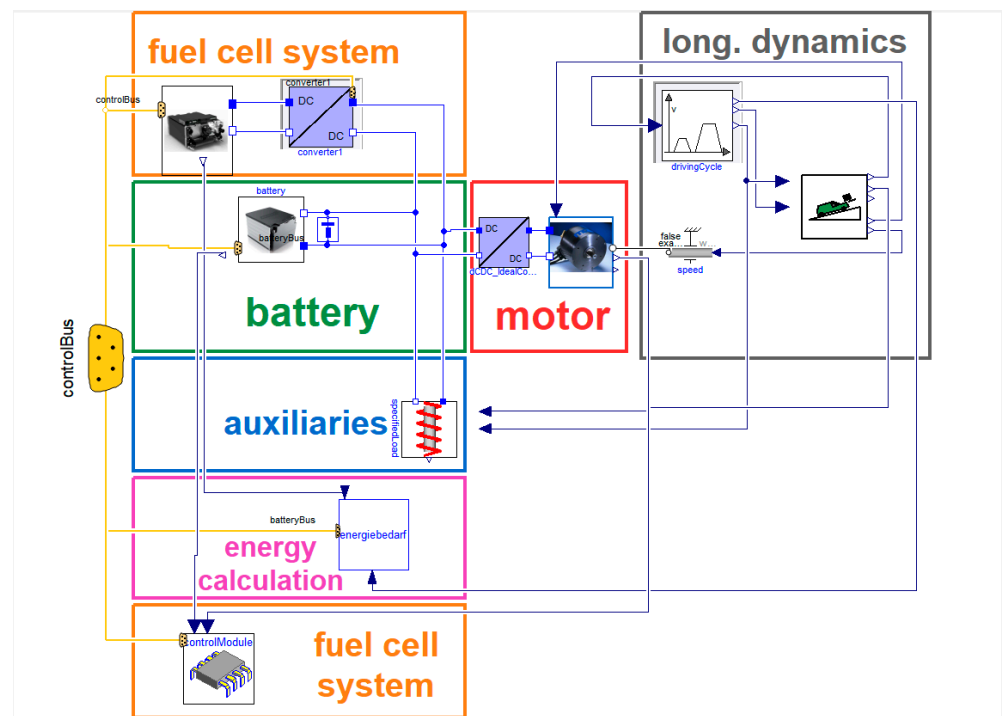 fuel cell system
long. dynamics
controlBus
converter1
DC
DC
converter1
v
drivingCycle
battery
batteryBus
DC
DC
dCDC_IdealCo...
false
exa...
w...
speed
battery
motor
controlBus
auxiliaries
specifiedLoad
batteryBus
energiebedarf
energy
calculation
controlModule
fuel cell
system